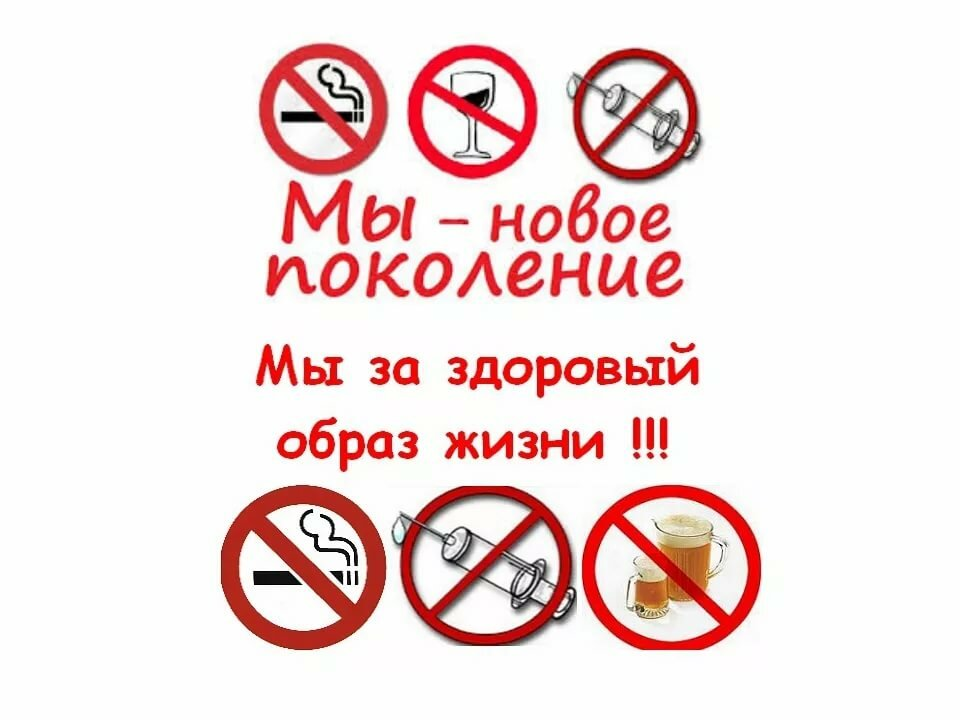 Мы - новое
поколение
Мы за здоровый
образ жизни !!!